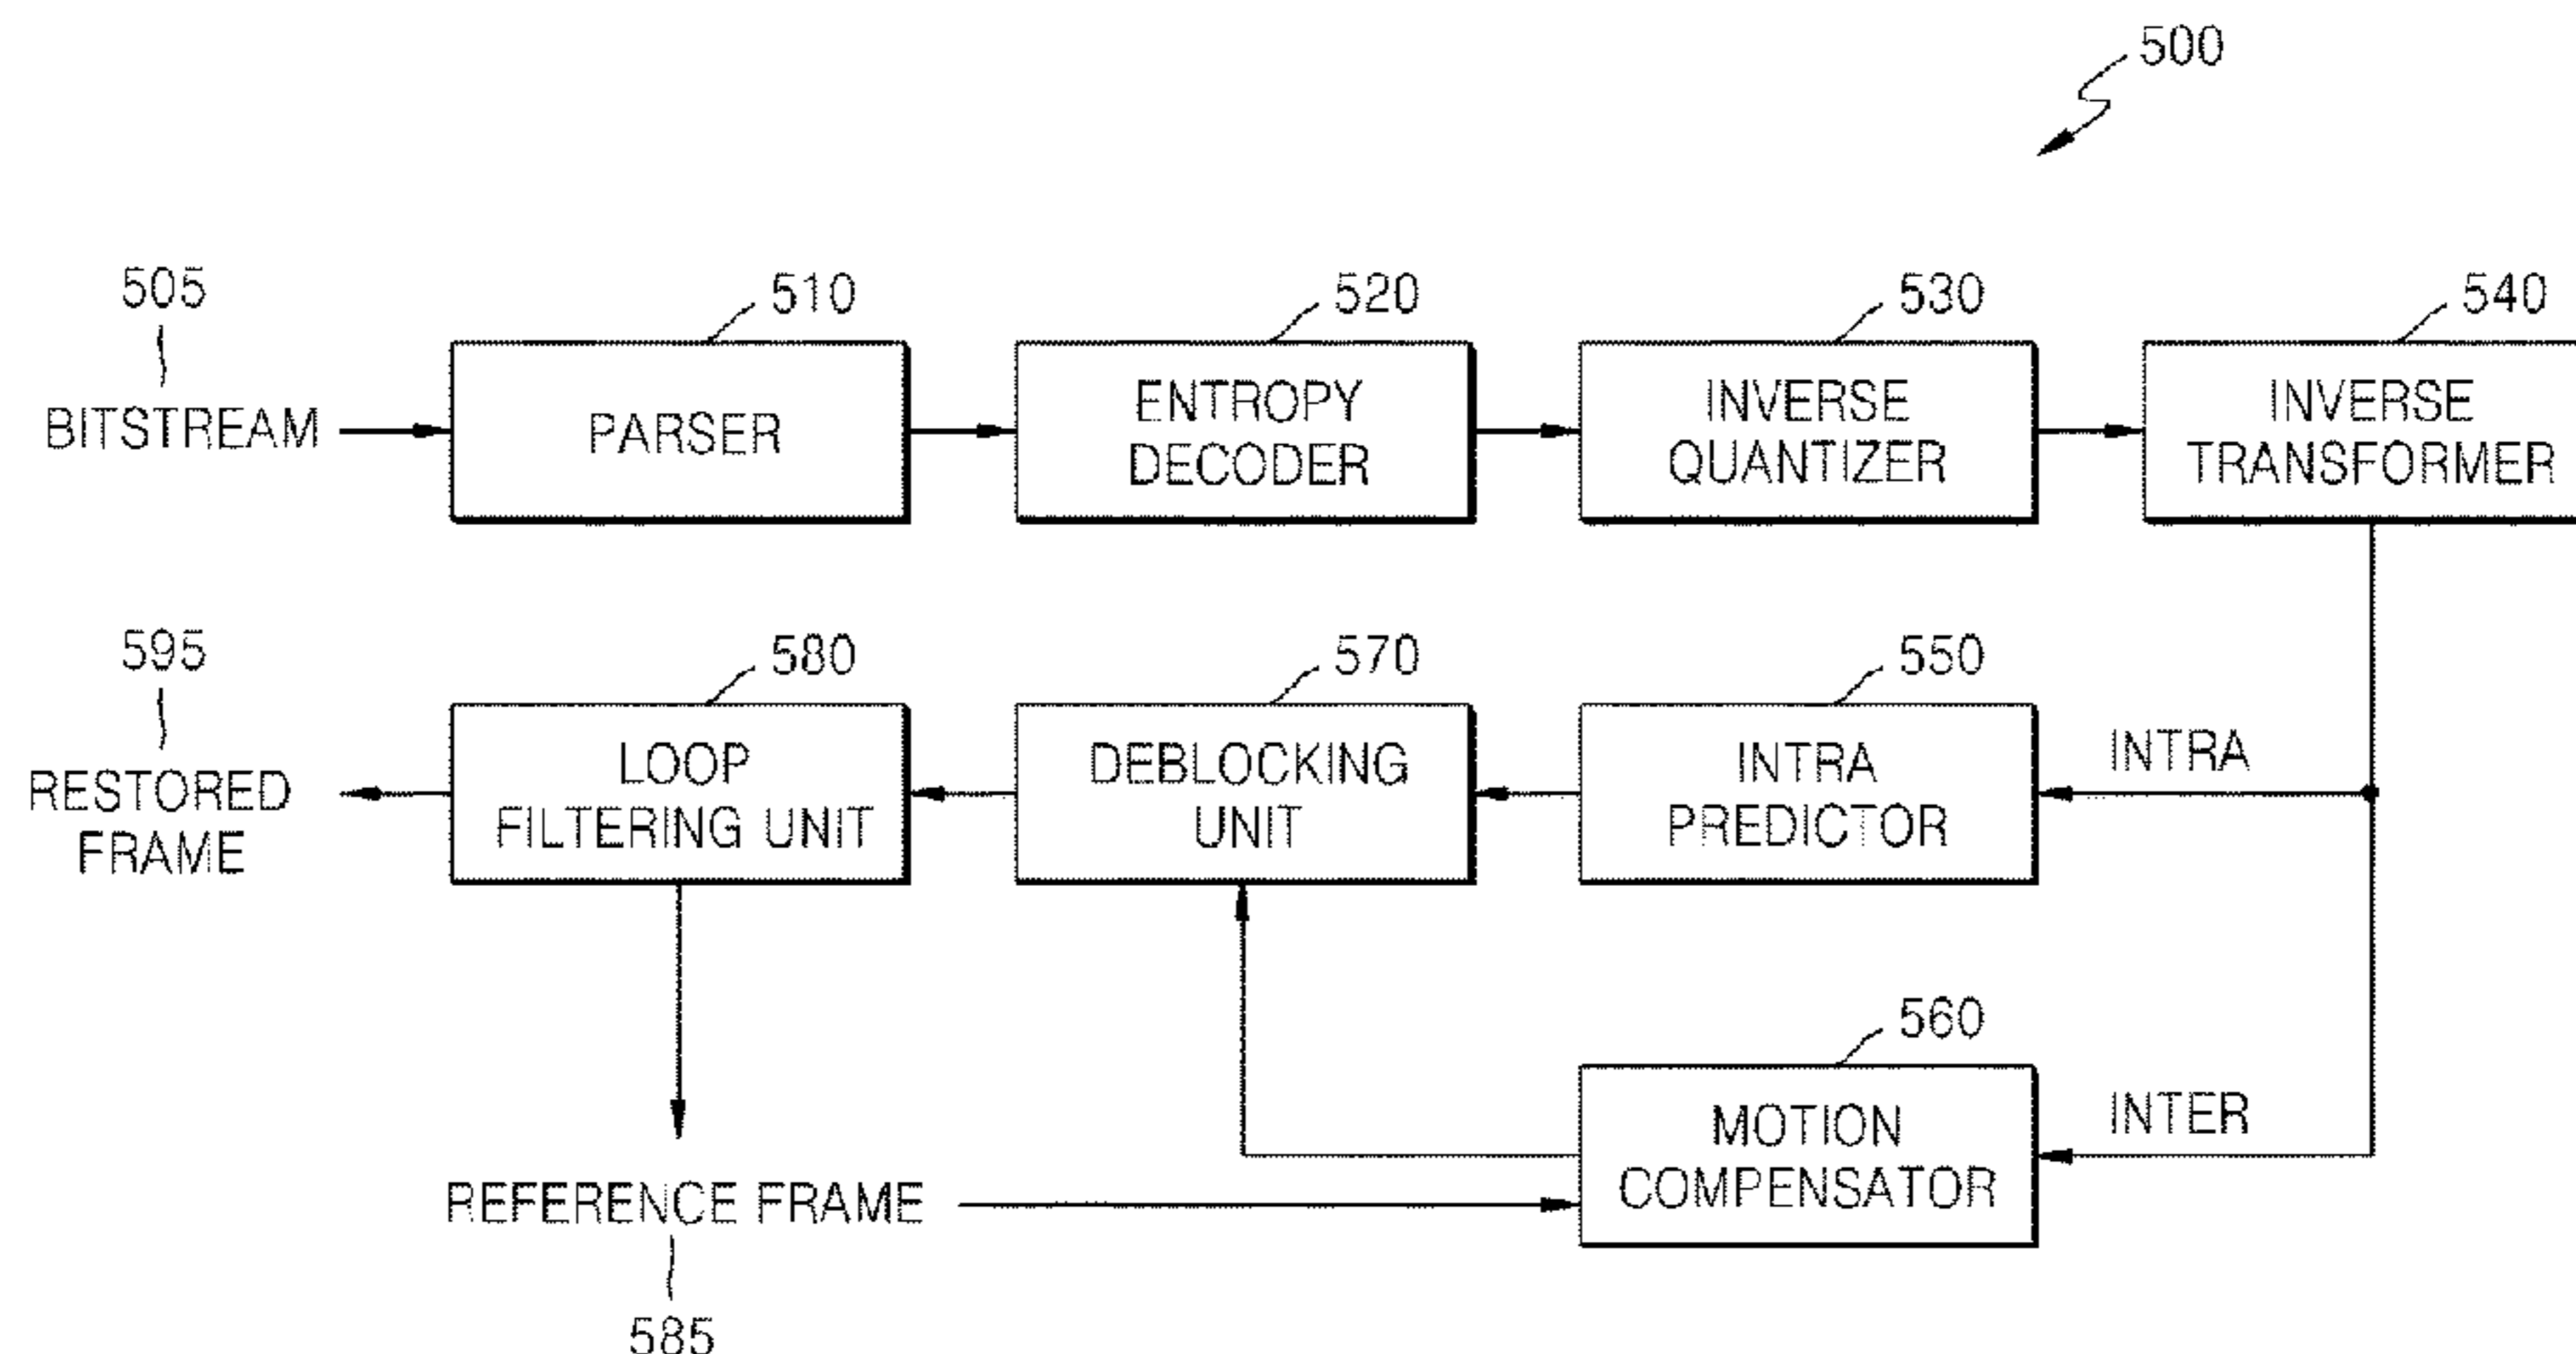 500
505
510
520
530
540
BITSTREAM
PARSER
ENTROPY
DECODER
INVERSE
QUANTIZER
INVERSE
TRANSFORMER
595
580
570
550
RESTORED
FRAME
LOOP
FILTERING UNIT
DEBLOCKING
UNIT
INTRA
PREDICTOR
INTRA
560
MOTION
COMPENSATOR
INTER
REFERENCE FRAME
585